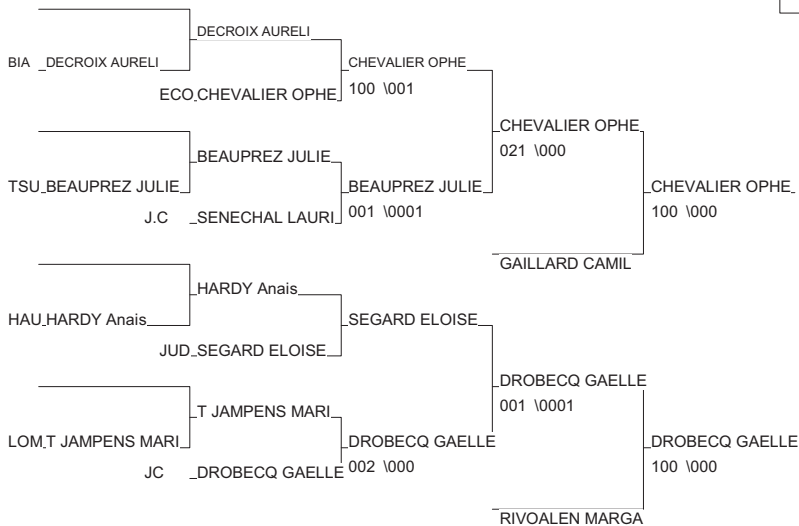 DECROIX AURELI
BIA DECROIX AURELI
CHEVALIER OPHE
ECO CHEVALIER OPHE
100 \001
CHEVALIER OPHE
021 \000
BEAUPREZ JULIE
TSU BEAUPREZ JULIE
BEAUPREZ JULIE
CHEVALIER OPHE
J.C SENECHAL LAURI
001 \0001
100 \000
GAILLARD CAMIL
HARDY Anais
HAU HARDY Anais
SEGARD ELOISE
JUD SEGARD ELOISE
DROBECQ GAELLE
001 \0001
T JAMPENS MARI
LOM T JAMPENS MARI
DROBECQ GAELLE
DROBECQ GAELLE
JC DROBECQ GAELLE
002 \000
100 \000
RIVOALEN MARGA